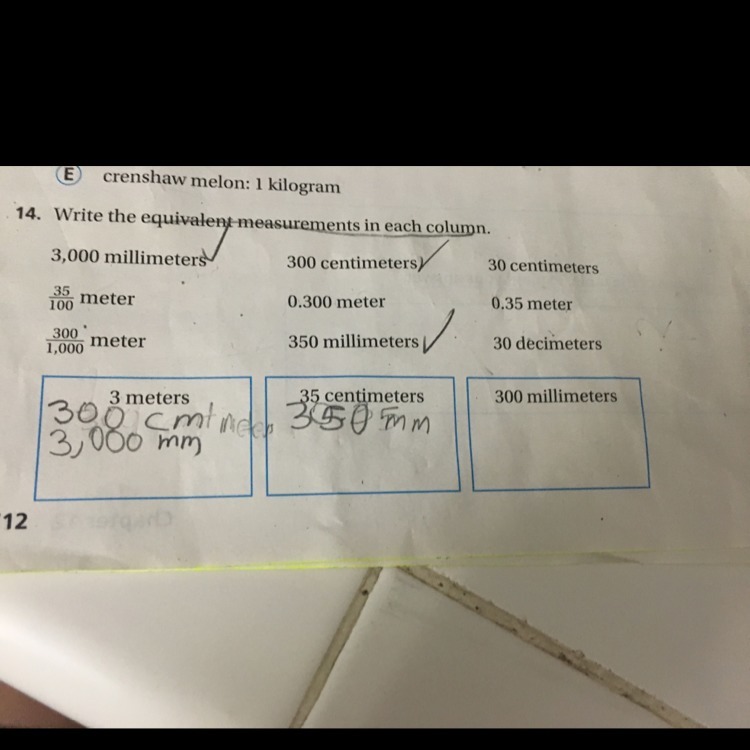 E crenshaw melon: 1 kilogram
14. Write the equivalent measurements in each column.
3,000 millimeters 300 centimeters 30 centimeters
35/100 meter 0.300 meter 0.35 meter
300/1,000 meter 350 millimeters 30 decimeters
3 meters 35 centimeters 300 millimeters
300 350 mm
3,000 mm
12